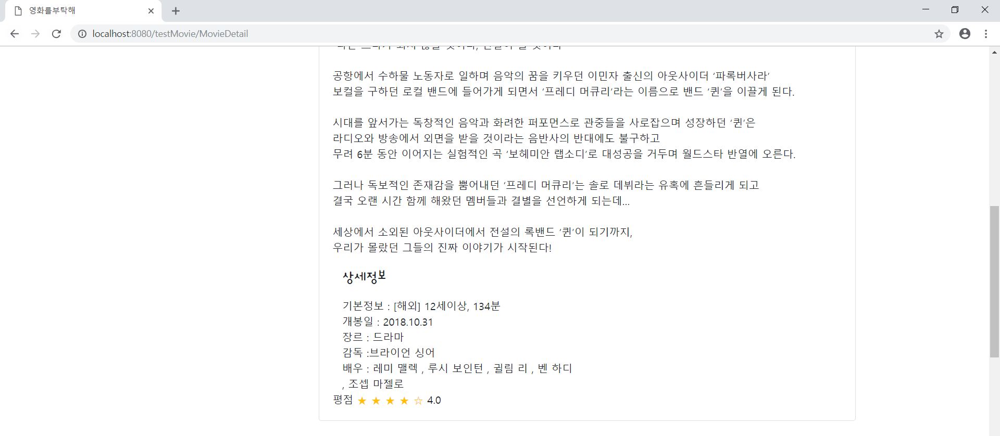 영화를부탁해
localhost:8080/testMovie/MovieDetail
공항에서 수하물 노동자로 일하며 음악의 꿈을 키우던 이민자 출신의 아웃사이더 ‘파록버사라’
보컬을 구하던 로컬 밴드에 들어가게 되면서 ‘프레디 머큐리’라는 이름으로 밴드 ‘퀸’을 이끌게 된다.
시대를 앞서가는 독창적인 음악과 화려한 퍼포먼스로 관중들을 사로잡으며 성장하던 ‘퀸’은
라디오와 방송에서 외면을 받을 것이라는 음반사의 반대에도 불구하고
무려 6분 동안 이어지는 실험적인 곡 ‘보헤미안 랩소디’로 대성공을 거두며 월드스타 반열에 오른다.
그러나 독보적인 존재감을 뿜어내던 ‘프레디 머큐리’는 솔로 데뷔라는 유혹에 흔들리게 되고
결국 오랜 시간 함께 해왔던 멤버들과 결별을 선언하게 되는데...
세상에서 소외된 아웃사이더에서 전설의 록밴드 ‘퀸’이 되기까지,
우리가 몰랐던 그들의 진짜 이야기가 시작된다!
상세정보
기본정보 : [해외] 12세이상, 134분
개봉일 : 2018.10.31
장르 : 드라마
감독 :브라이언 싱어
배우 : 레미 맬렉 , 루시 보인턴 , 귈림 리 , 벤 하디
, 조셉 마젤로
평점 ★ ★ ★ ★ ☆ 4.0